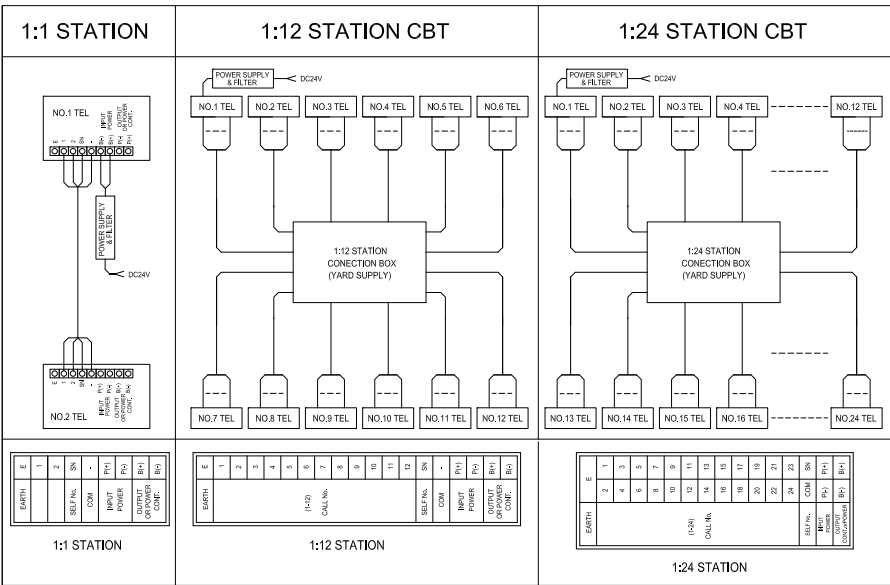 1:1 STATION
1:12 STATION CBT
1:24 STATION CBT
NO.1 TEL
INPUT
POWER
OUTPUT
OR POWER
CONT.
E
1
2
SN
-
B(-)
B(+)
P(-)
P(+)
POWER SUPPLY
& FILTER
DC24V
E
1
2
SN
-
P(+)
P(-)
B(+)
B(-)
INPUT
POWER
OUTPUT
OR POWER
CONT.
NO.2 TEL
POWER SUPPLY
& FILTER
DC24V
NO.1 TEL
NO.2 TEL
NO.3 TEL
NO.4 TEL
NO.5 TEL
NO.6 TEL
1:12 STATION
CONECTION BOX
(YARD SUPPLY)
NO.7 TEL
NO.8 TEL
NO.9 TEL
NO.10 TEL
NO.11 TEL
NO.12 TEL
POWER SUPPLY
& FILTER
DC24V
NO.1 TEL
NO.2 TEL
NO.3 TEL
NO.4 TEL
NO.12 TEL
1:24 STATION
CONECTION BOX
(YARD SUPPLY)
NO.13 TEL
NO.14 TEL
NO.15 TEL
NO.16 TEL
NO.24 TEL
E 1 2 SN - P(+) P(-) B(+) B(-)
EARTH
SELF No.
COM
INPUT
POWER
OUTPUT
OR POWER
CONT.
1:1 STATION
E 1 2 3 4 5 6 7 8 9 10 11 12 SN - P(+) P(-) B(+) B(-)
EARTH
(1-12)
CALL No.
SELF No.
COM
INPUT
POWER
OUTPUT
OR POWER
CONT.
1:12 STATION
E
1 3 5 7 9 11 13 15 17 19 21 23 SN P(+) B(+)
2 4 6 8 10 12 14 16 18 20 22 24 COM P(-) B(-)
EARTH
(1-24)
CALL No.
SELF No.
INPUT
POWER
OUTPUT
CONT.orPOWER
1:24 STATION